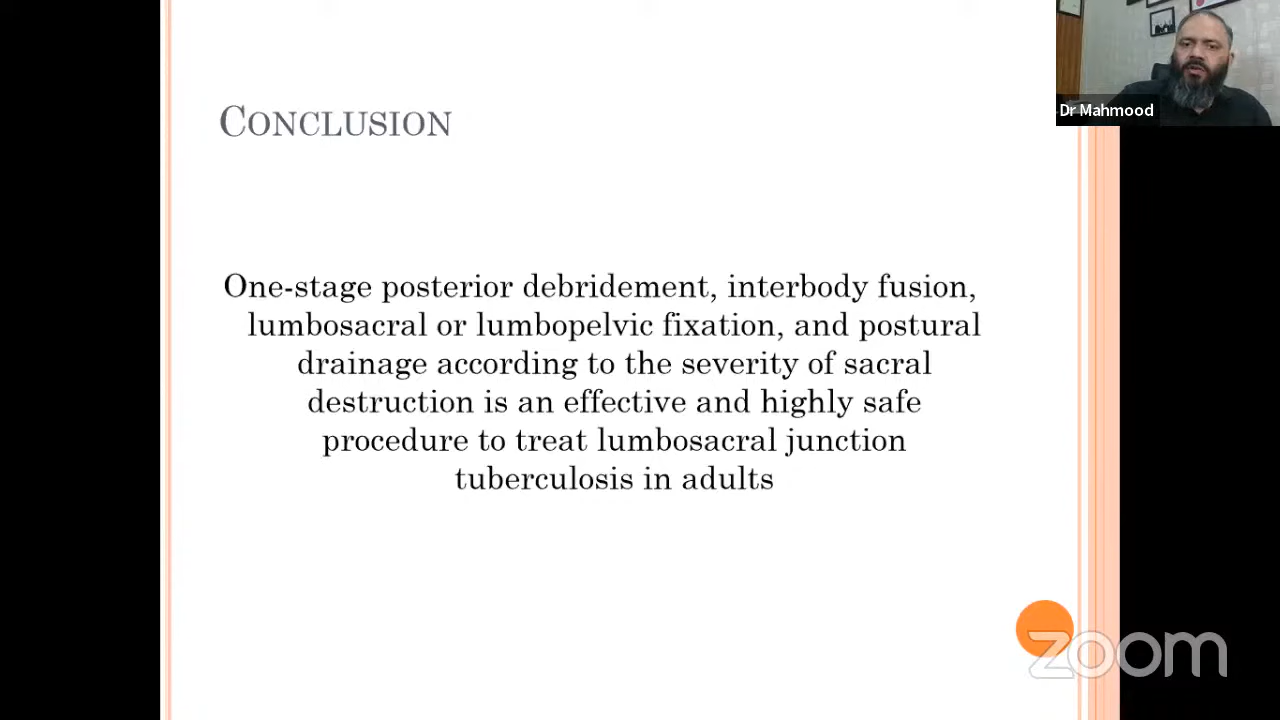 Dr Mahmood
CONCLUSION
One-stage posterior debridement, interbody fusion,
lumbosacral or lumbopelvic fixation, and postural
drainage according to the severity of sacral
destruction is an effective and highly safe
procedure to treat lumbosacral junction
tuberculosis in adults
zoom